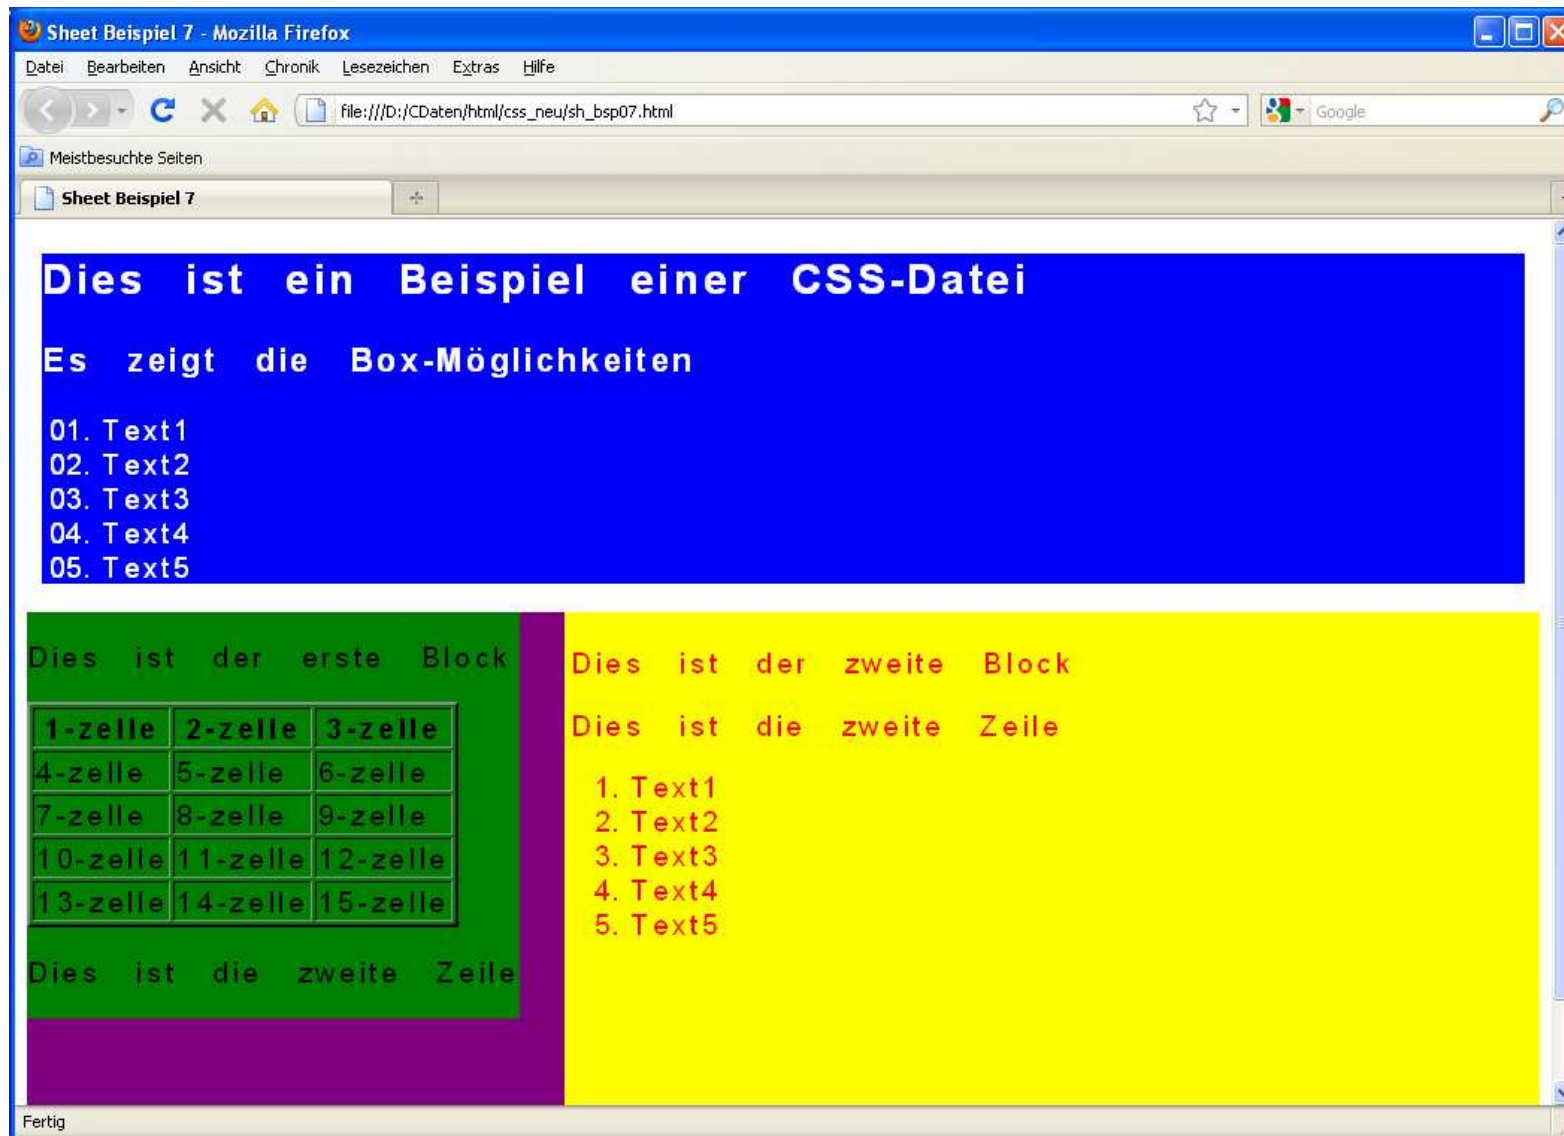 Sheet Beispiel 7 - Mozilla Firefox
Datei Bearbeiten Ansicht Chronik Lesezeichen Extras Hilfe
file:///D:/CDaten/html/css_neu/sh_bsp07.html Google
Meistbesuchte Seiten
Sheet Beispiel 7
Dies ist ein Beispiel einer CSS-Datei
Es zeigt die Box-Möglichkeiten
01. Text1
02. Text2
03. Text3
04. Text4
05. Text5
Dies ist der erste Block
1-zelle 2-zelle 3-zelle
4-zelle 5-zelle 6-zelle
7-zelle 8-zelle 9-zelle
10-zelle 11-zelle 12-zelle
13-zelle 14-zelle 15-zelle
Dies ist die zweite Zeile
Dies ist der zweite Block
Dies ist die zweite Zeile
1. Text1
2. Text2
3. Text3
4. Text4
5. Text5
Fertig